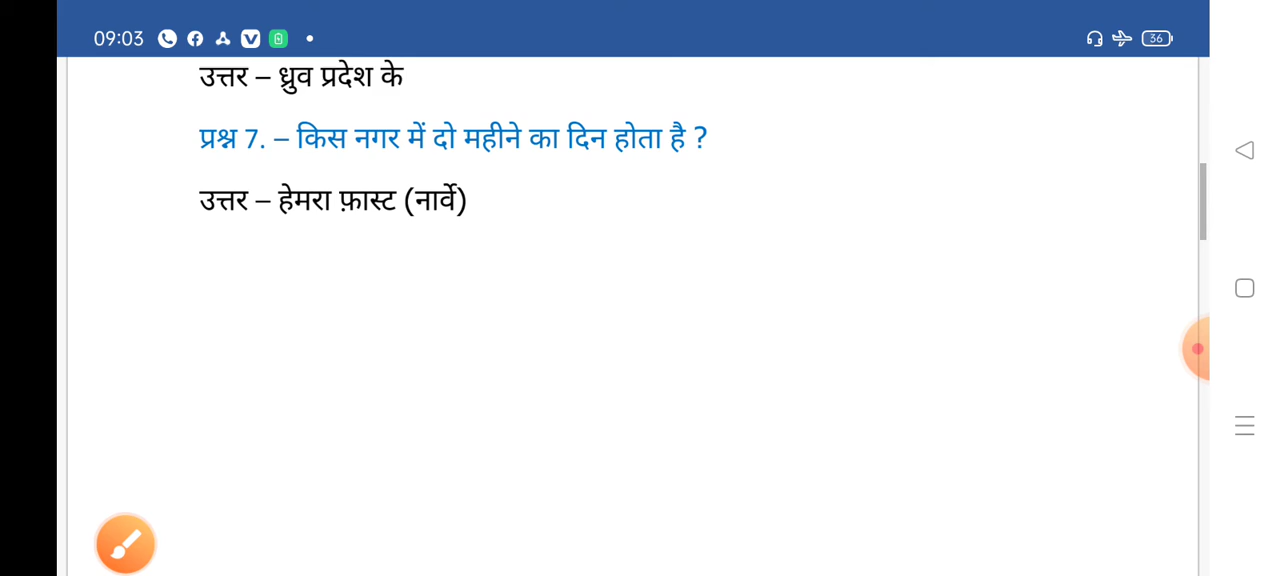 09:03
36
उत्तर – ध्रुव प्रदेश के
प्रश्न 7. – किस नगर में दो महीने का दिन होता है ?
उत्तर – हेमरा फ़ास्ट (नार्वे)